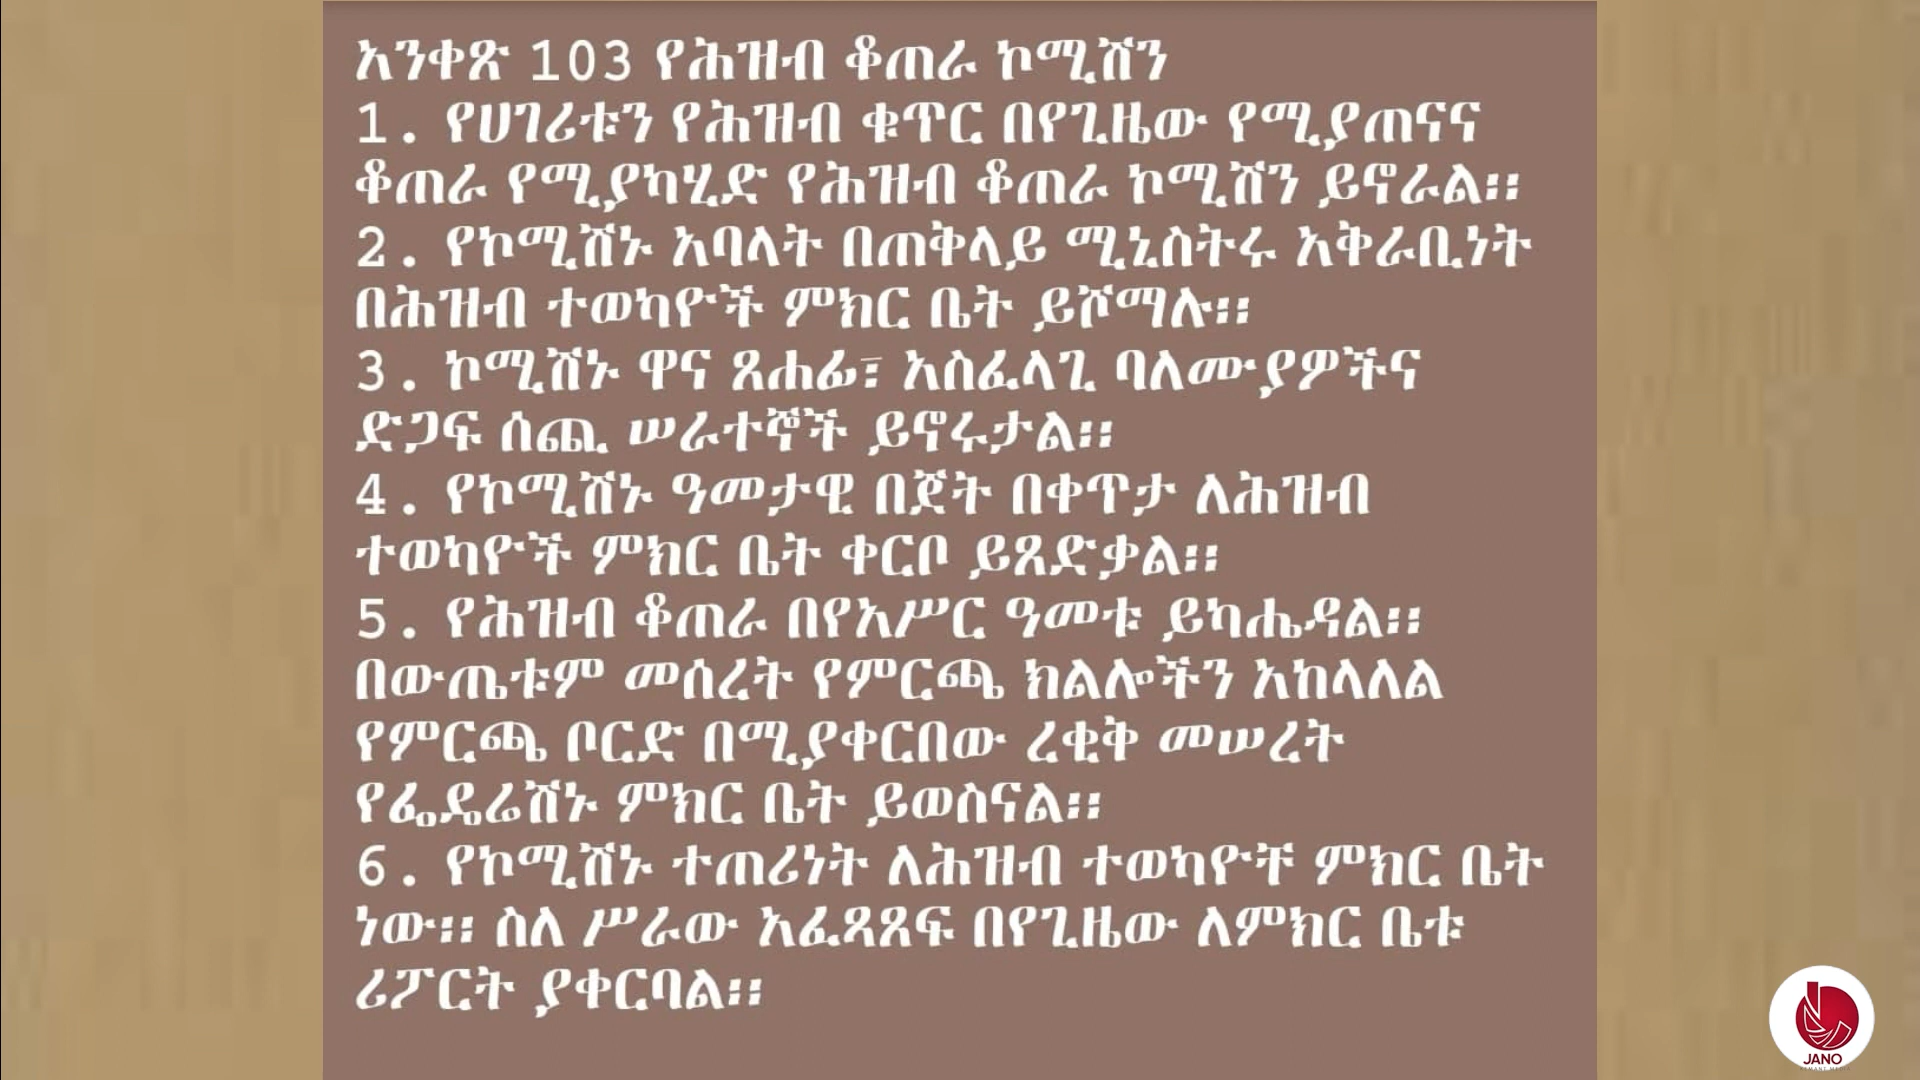 አንቀጽ 103 የሕዝብ ቆጠራ ኮሚሽን
1. የሀገሪቱን የሕዝብ ቁጥር በየጊዜው የሚያጠናና
ቆጠራ የሚያካሂድ የሕዝብ ቆጠራ ኮሚሽን ይኖራል፡፡
2. የኮሚሽኑ አባላት በጠቅላይ ሚኒስትሩ አቅራቢነት
በሕዝብ ተወካዮች ምክር ቤት ይሾማሉ፡፡
3. ኮሚሽኑ ዋና ጸሐፊ፣ አስፈላጊ ባለሙያዎችና
ድጋፍ ሰጪ ሠራተኞች ይኖሩታል፡፡
4. የኮሚሽኑ ዓመታዊ በጀት በቀጥታ ለሕዝብ
ተወካዮች ምክር ቤት ቀርቦ ይጸድቃል፡፡
5. የሕዝብ ቆጠራ በየአሥር ዓመቱ ይካሔዳል፡፡
በውጤቱም መሰረት የምርጫ ክልሎችን አከላለል
የምርጫ ቦርድ በሚያቀርበው ረቂቅ መሠረት
የፌዴሬሽኑ ምክር ቤት ይወስናል፡፡
6. የኮሚሽኑ ተጠሪነት ለሕዝብ ተወካዮቸ ምክር ቤት
ነው፡፡ ስለ ሥራው አፈጻጸፍ በየጊዜው ለምክር ቤቱ
ሪፖርት ያቀርባል፡፡
JANO